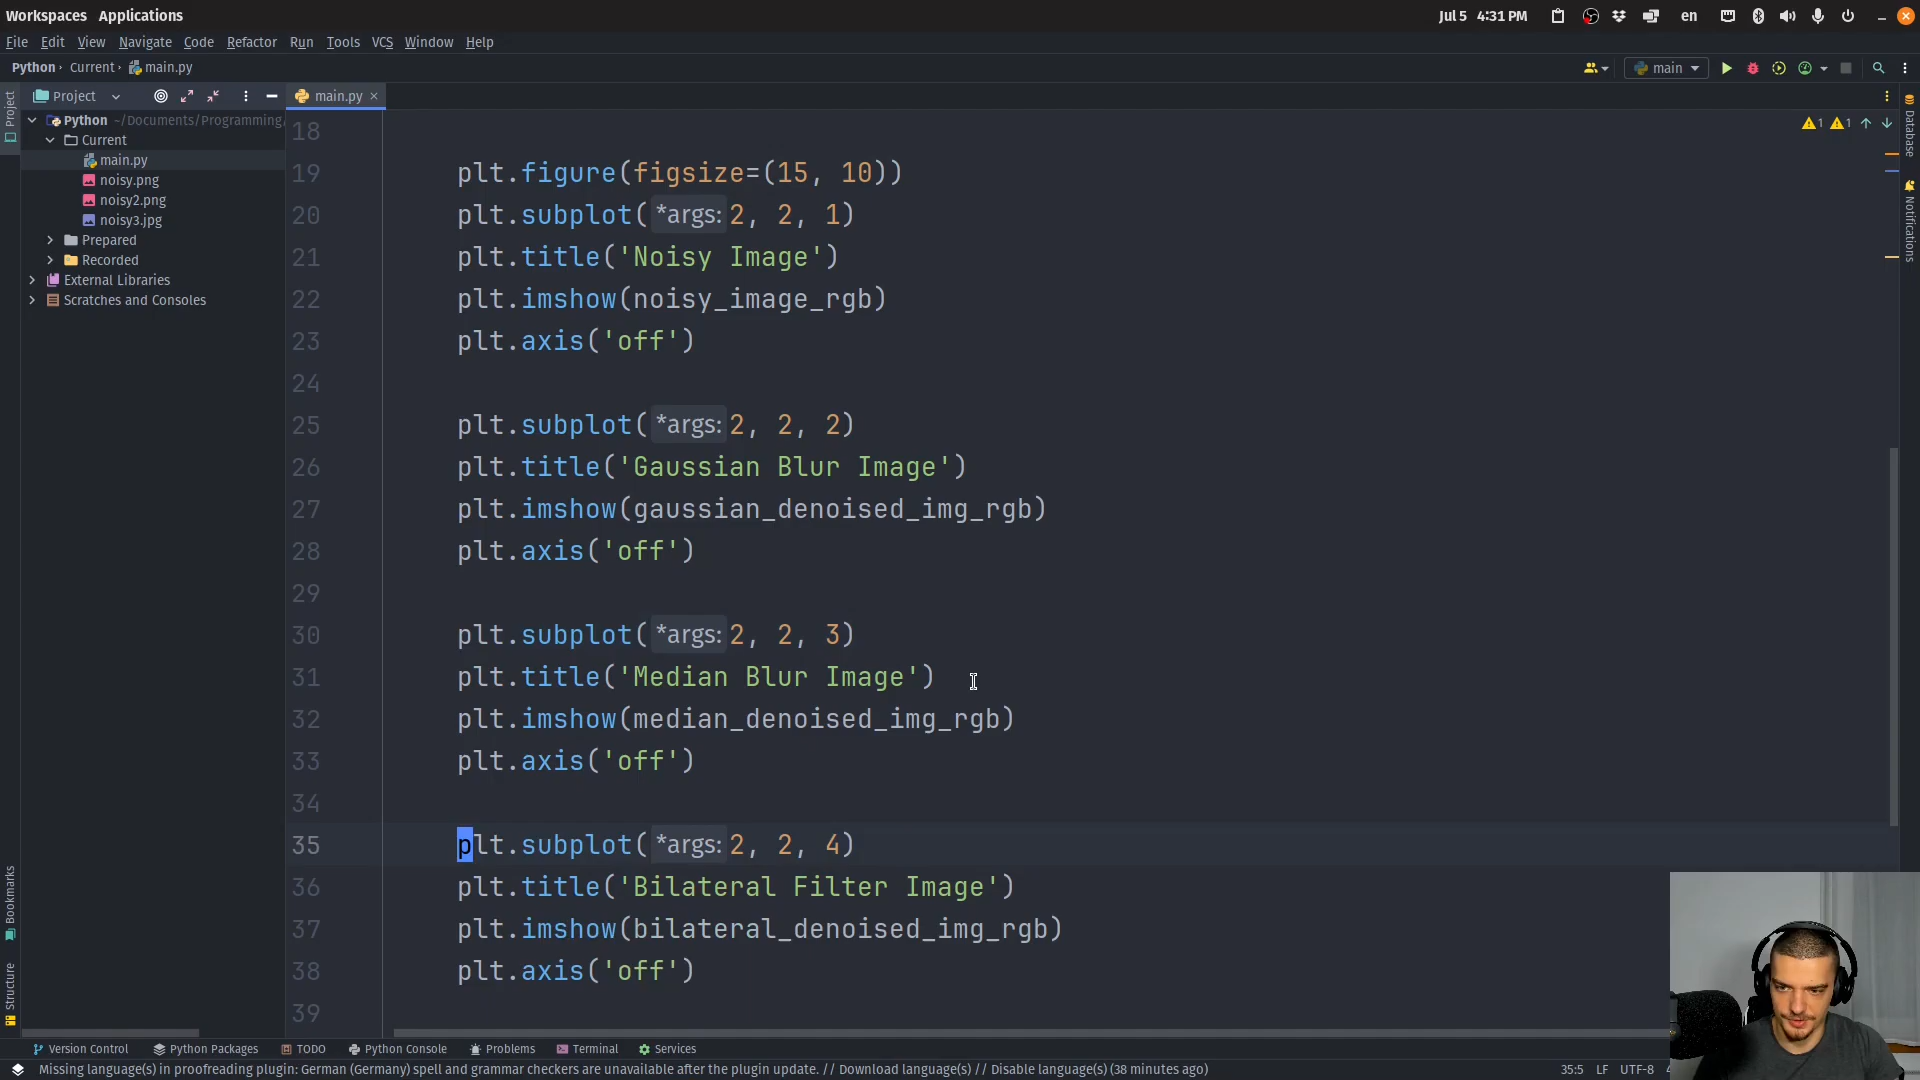 Workspaces Applications
Jul 5 4:31 PM
en
File Edit View Navigate Code Refactor Run Tools VCS Window Help
Python Current main.py
main
Project
main.py
Python ~/Documents/Programming/
Current
main.py
noisy.png
noisy2.png
noisy3.jpg
Prepared
Recorded
External Libraries
Scratches and Consoles
Project
Bookmarks
Structure
Database
Notifications
1 1
18
19 plt.figure(figsize=(15, 10))
20 plt.subplot( *args: 2, 2, 1)
21 plt.title('Noisy Image')
22 plt.imshow(noisy_image_rgb)
23 plt.axis('off')
24
25 plt.subplot( *args: 2, 2, 2)
26 plt.title('Gaussian Blur Image')
27 plt.imshow(gaussian_denoised_img_rgb)
28 plt.axis('off')
29
30 plt.subplot( *args: 2, 2, 3)
31 plt.title('Median Blur Image')
32 plt.imshow(median_denoised_img_rgb)
33 plt.axis('off')
34
35 plt.subplot( *args: 2, 2, 4)
36 plt.title('Bilateral Filter Image')
37 plt.imshow(bilateral_denoised_img_rgb)
38 plt.axis('off')
39
Version Control Python Packages TODO Python Console Problems Terminal Services
Missing language(s) in proofreading plugin: German (Germany) spell and grammar checkers are unavailable after the plugin update. // Download language(s) // Disable language(s) (38 minutes ago)
35:5 LF UTF-8